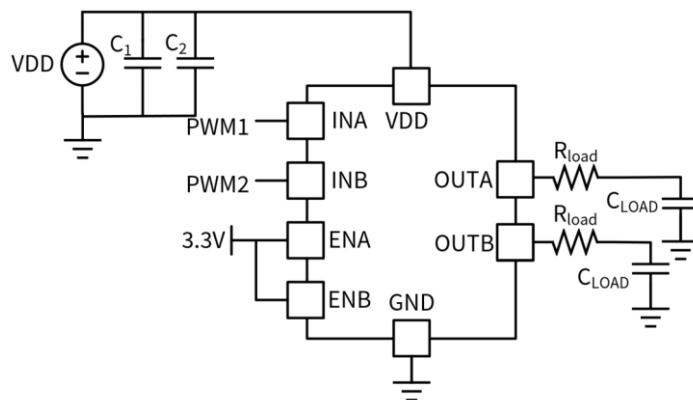 C₁
C₂
VDD
VDD
PWM1
INA
PWM2
INB
3.3V
ENA
ENB
GND
OUTA
OUTB
Rload
CLOAD
Rload
CLOAD